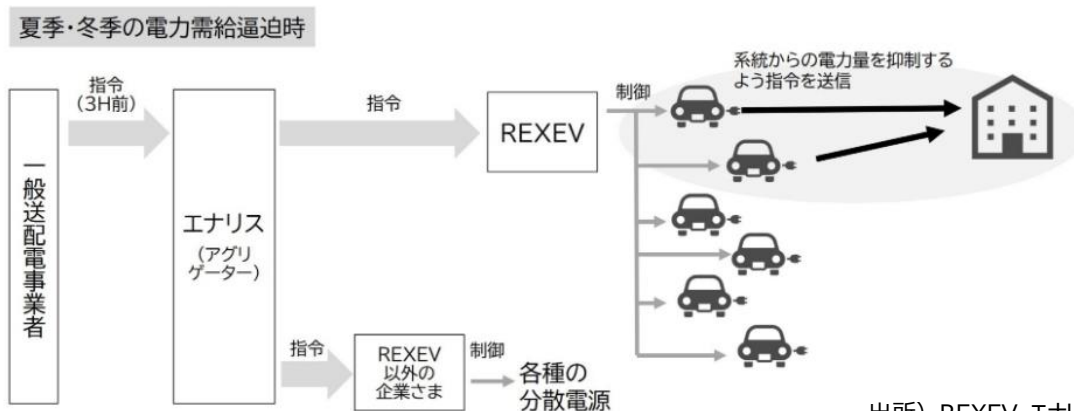 夏季･冬季の電力需給逼迫時
指令
(3H前)
一般送配電事業者
エナリス
(アグリ
ゲーター)
指令
REXEV
制御
系統からの電力量を抑制する
よう指令を送信
指令
REXEV
以外の
企業さま
制御
各種の
分散電源
出所) REXEV